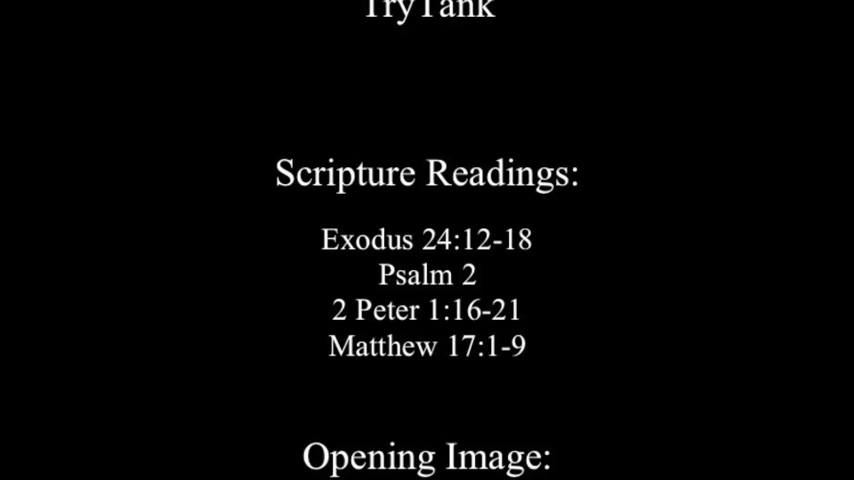 TryTank
Scripture Readings:
Exodus 24:12-18
Psalm 2
2 Peter 1:16-21
Matthew 17:1-9
Opening Image: